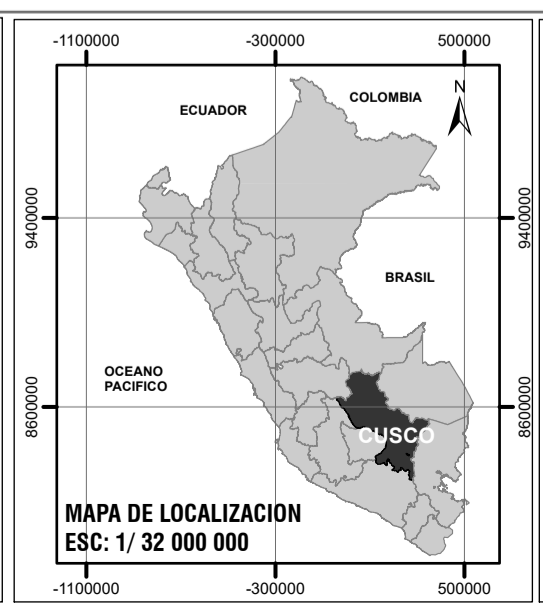 -1100000 -300000 500000
ECUADOR
COLOMBIA
N
9400000 9400000
BRASIL
OCEANO
PACIFICO
8600000 8600000
CUSCO
MAPA DE LOCALIZACION
ESC: 1/ 32 000 000
-1100000 -300000 500000